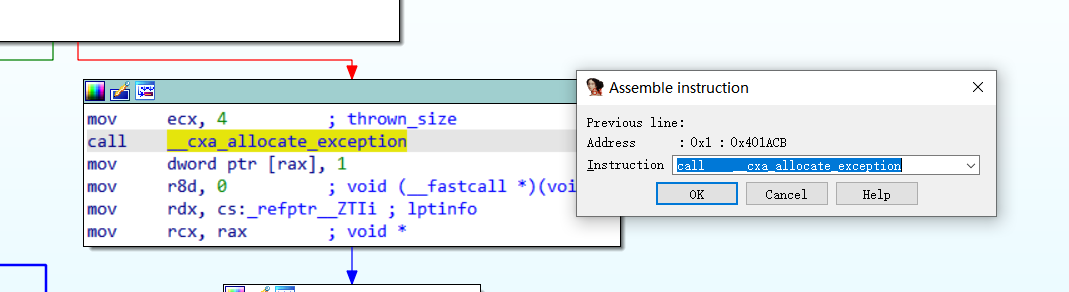 mov ecx, 4 ; thrown_size
call __cxa_allocate_exception
mov dword ptr [rax], 1
mov r8d, 0 ; void (__fastcall *)(voi
mov rdx, cs:_refptr__ZTIi ; lptinfo
mov rcx, rax ; void *
Assemble instruction
Previous line:
Address : 0x1 : 0x401ACB
Instruction call __cxa_allocate_exception
OK Cancel Help